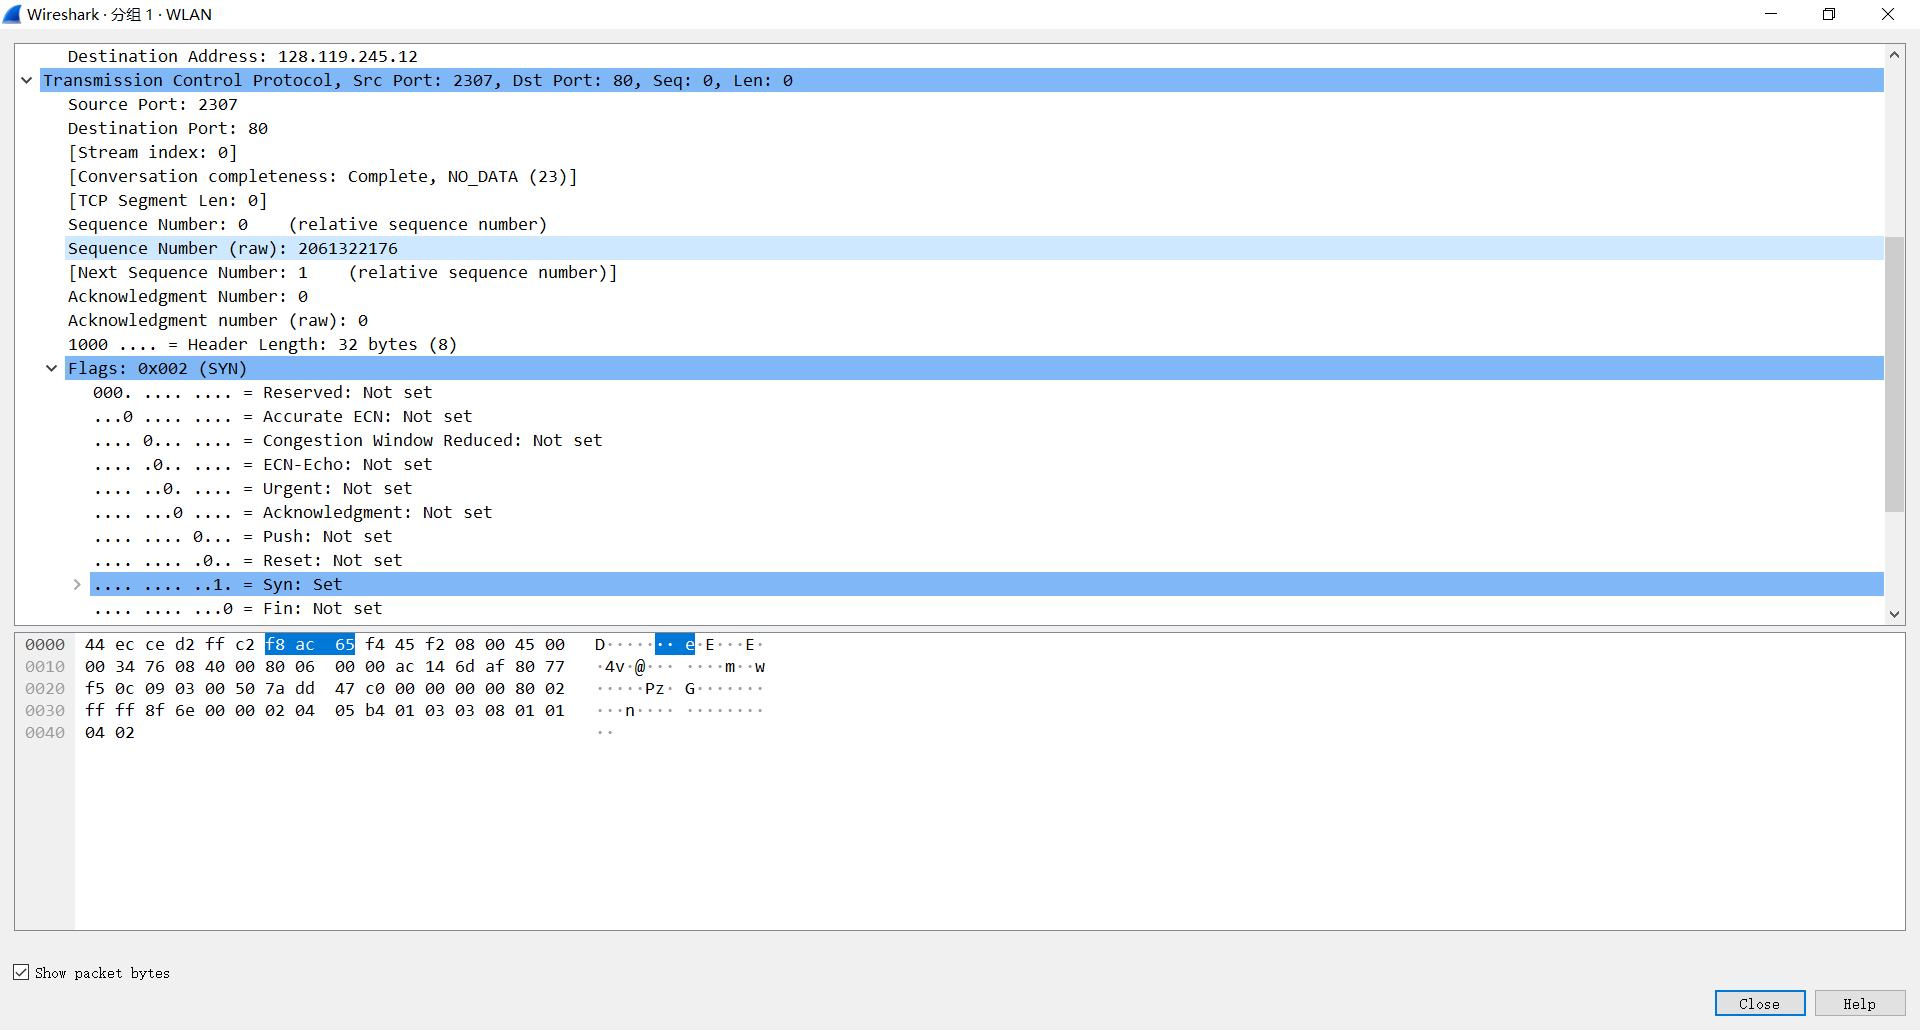 Wireshark · 分组 1 · WLAN
Destination Address: 128.119.245.12
Transmission Control Protocol, Src Port: 2307, Dst Port: 80, Seq: 0, Len: 0
Source Port: 2307
Destination Port: 80
[Stream index: 0]
[Conversation completeness: Complete, NO_DATA (23)]
[TCP Segment Len: 0]
Sequence Number: 0    (relative sequence number)
Sequence Number (raw): 2061322176
[Next Sequence Number: 1    (relative sequence number)]
Acknowledgment Number: 0
Acknowledgment number (raw): 0
1000 .... = Header Length: 32 bytes (8)
Flags: 0x002 (SYN)
000. .... .... = Reserved: Not set
...0 .... .... = Accurate ECN: Not set
.... 0... .... = Congestion Window Reduced: Not set
.... .0.. .... = ECN-Echo: Not set
.... ..0. .... = Urgent: Not set
.... ...0 .... = Acknowledgment: Not set
.... .... 0... = Push: Not set
.... .... .0.. = Reset: Not set
.... .... ..1. = Syn: Set
.... .... ...0 = Fin: Not set
0000 44 ec ce d2 ff c2 f8 ac 65 f4 45 f2 08 00 45 00 D·······e·E···E·
0010 00 34 76 08 40 00 80 06 00 00 ac 14 6d af 80 77 ·4v·@·······m··w
0020 f5 0c 09 03 00 50 7a dd 47 c0 00 00 00 00 80 02 ·····Pz·G·······
0030 ff ff 8f 6e 00 00 02 04 05 b4 01 03 03 08 01 01 ···n············
0040 04 02 ··
Show packet bytes
Close Help